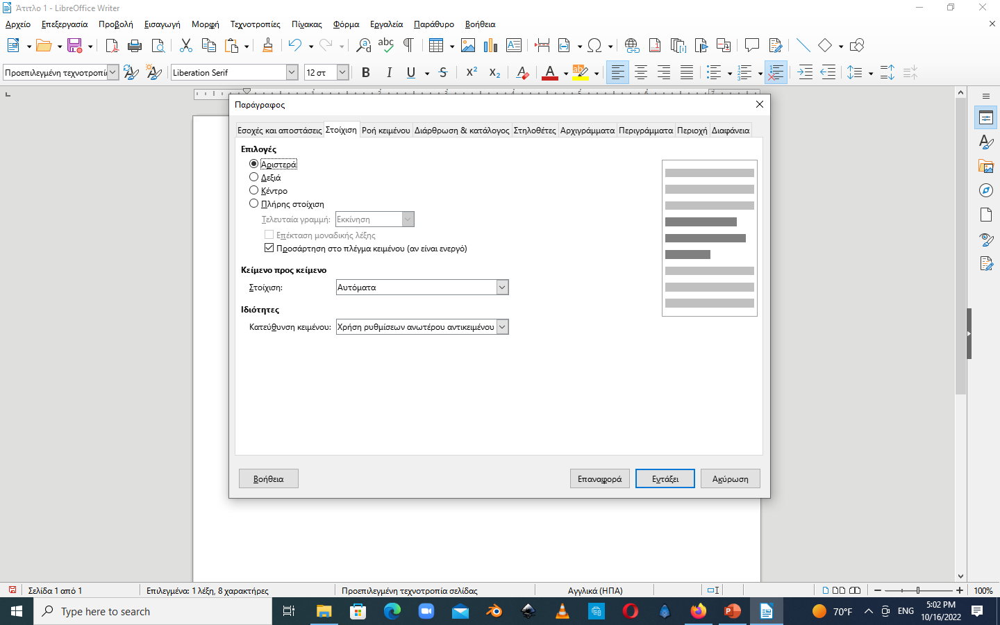 Άτιτλο 1 - LibreOffice Writer
Αρχείο Επεξεργασία Προβολή Εισαγωγή Μορφή Τεχνοτροπίες Πίνακας Φόρμα Εργαλεία Παράθυρο Βοήθεια
Προεπιλεγμένη τεχνοτροπία Liberation Serif 12 στ
Παράγραφος
Εσοχές και αποστάσεις Στοίχιση Ροή κειμένου Διάρθρωση & κατάλογος Στηλοθέτες Αρχιγράμματα Περιγράμματα Περιοχή Διαφάνεια
Επιλογές
Αριστερά
Δεξιά
Κέντρο
Πλήρης στοίχιση
Τελευταία γραμμή: Εκκίνηση
Επέκταση μοναδικής λέξης
Προσάρτηση στο πλέγμα κειμένου (αν είναι ενεργό)
Κείμενο προς κείμενο
Στοίχιση: Αυτόματα
Ιδιότητες
Κατεύθυνση κειμένου: Χρήση ρυθμίσεων ανωτέρου αντικειμένου
Βοήθεια Επαναφορά Εντάξει Ακύρωση
Σελίδα 1 από 1 Επιλεγμένα: 1 λέξη, 8 χαρακτήρες Προεπιλεγμένη τεχνοτροπία σελίδας Αγγλικά (ΗΠΑ) 100%
Type here to search 70°F ENG 5:02 PM
10/16/2022